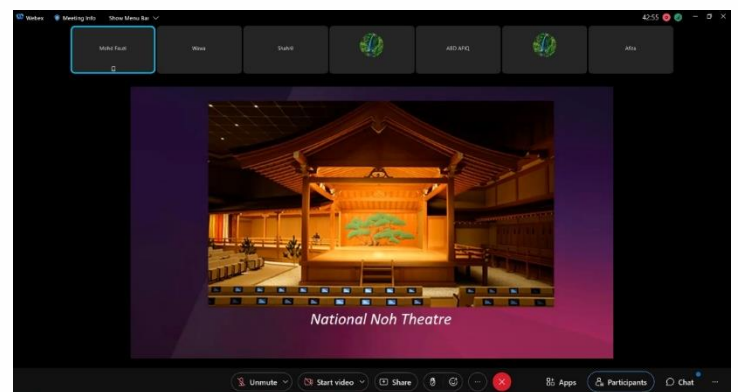 Webex Meeting Info Show Menu Bar 42:55
Mohd Fauzi Wawa Shahril ABD AFIQ Afira
National Noh Theatre
Unmute Start video Share Apps Participants Chat